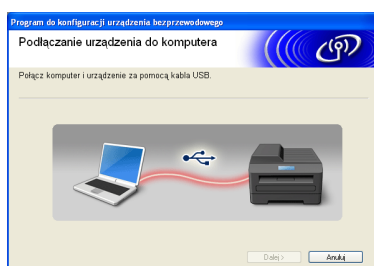 Program do konfiguracji urządzenia bezprzewodowego
Podłączanie urządzenia do komputera
Połącz komputer i urządzenie za pomocą kabla USB.
Dalej >
Anuluj